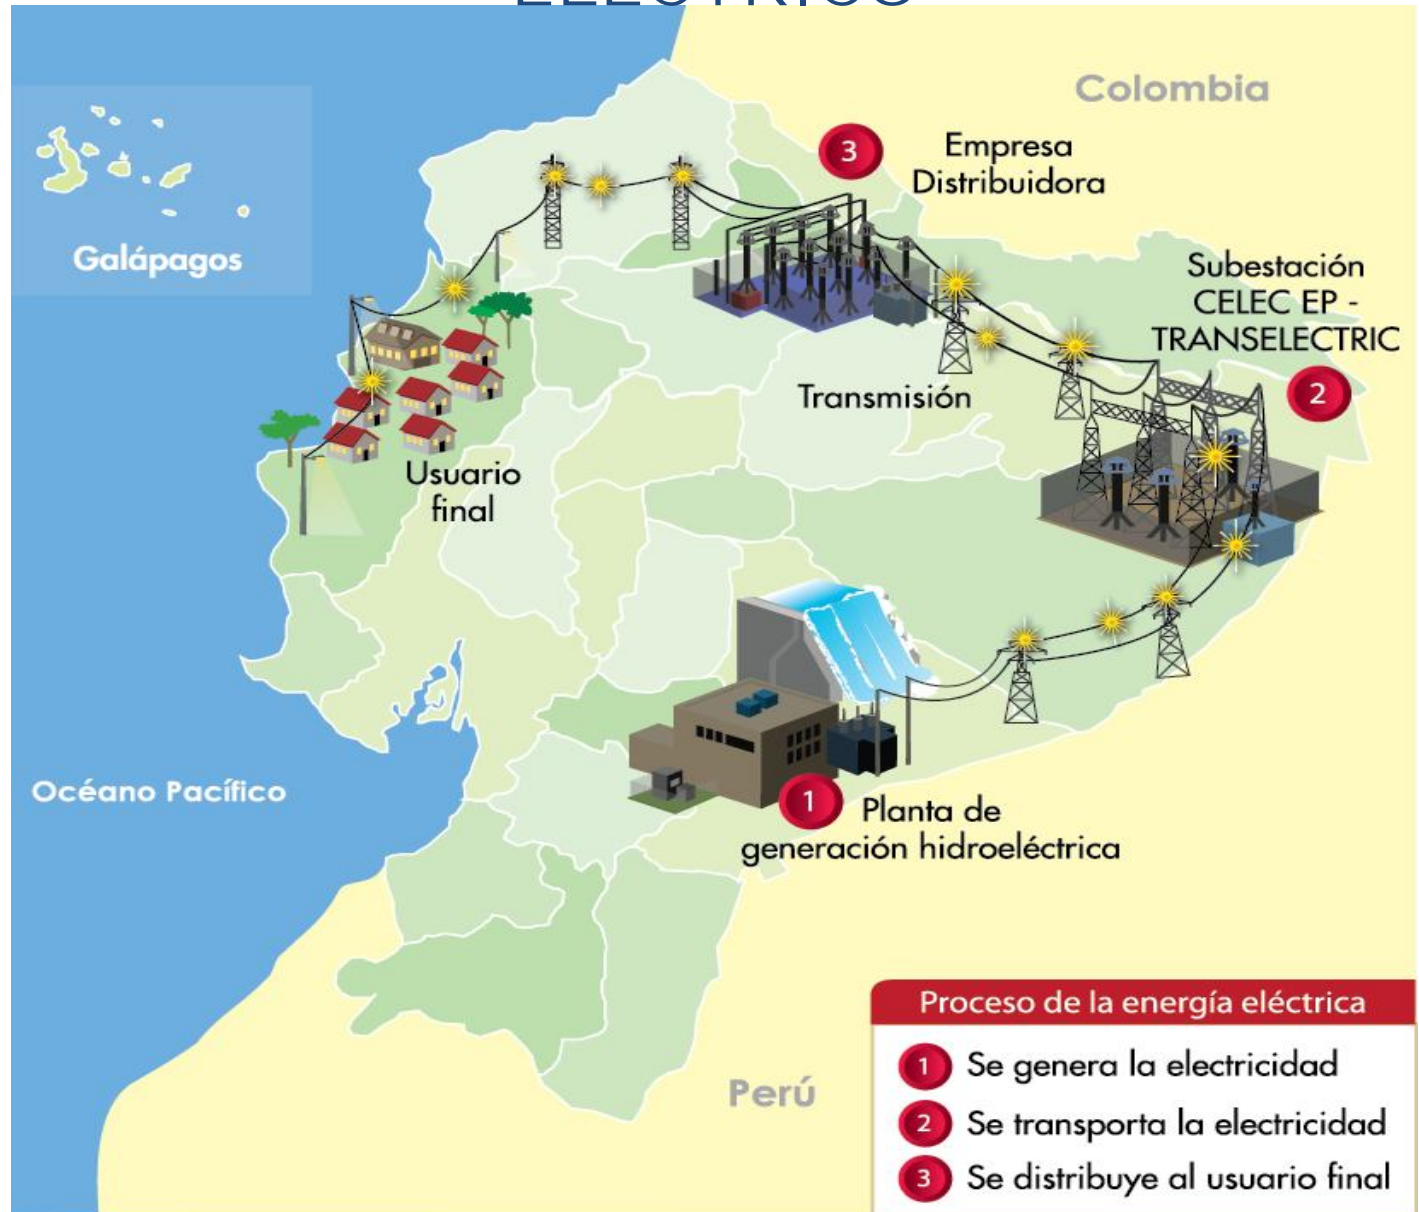 Colombia
3
Empresa
Distribuidora
Galápagos
Subestación
CELEC EP -
TRANSELECTRIC
2
Transmisión
Usuario
final
Océano Pacífico
1
Planta de
generación hidroeléctrica
Perú
Proceso de la energía eléctrica
1 Se genera la electricidad
2 Se transporta la electricidad
3 Se distribuye al usuario final